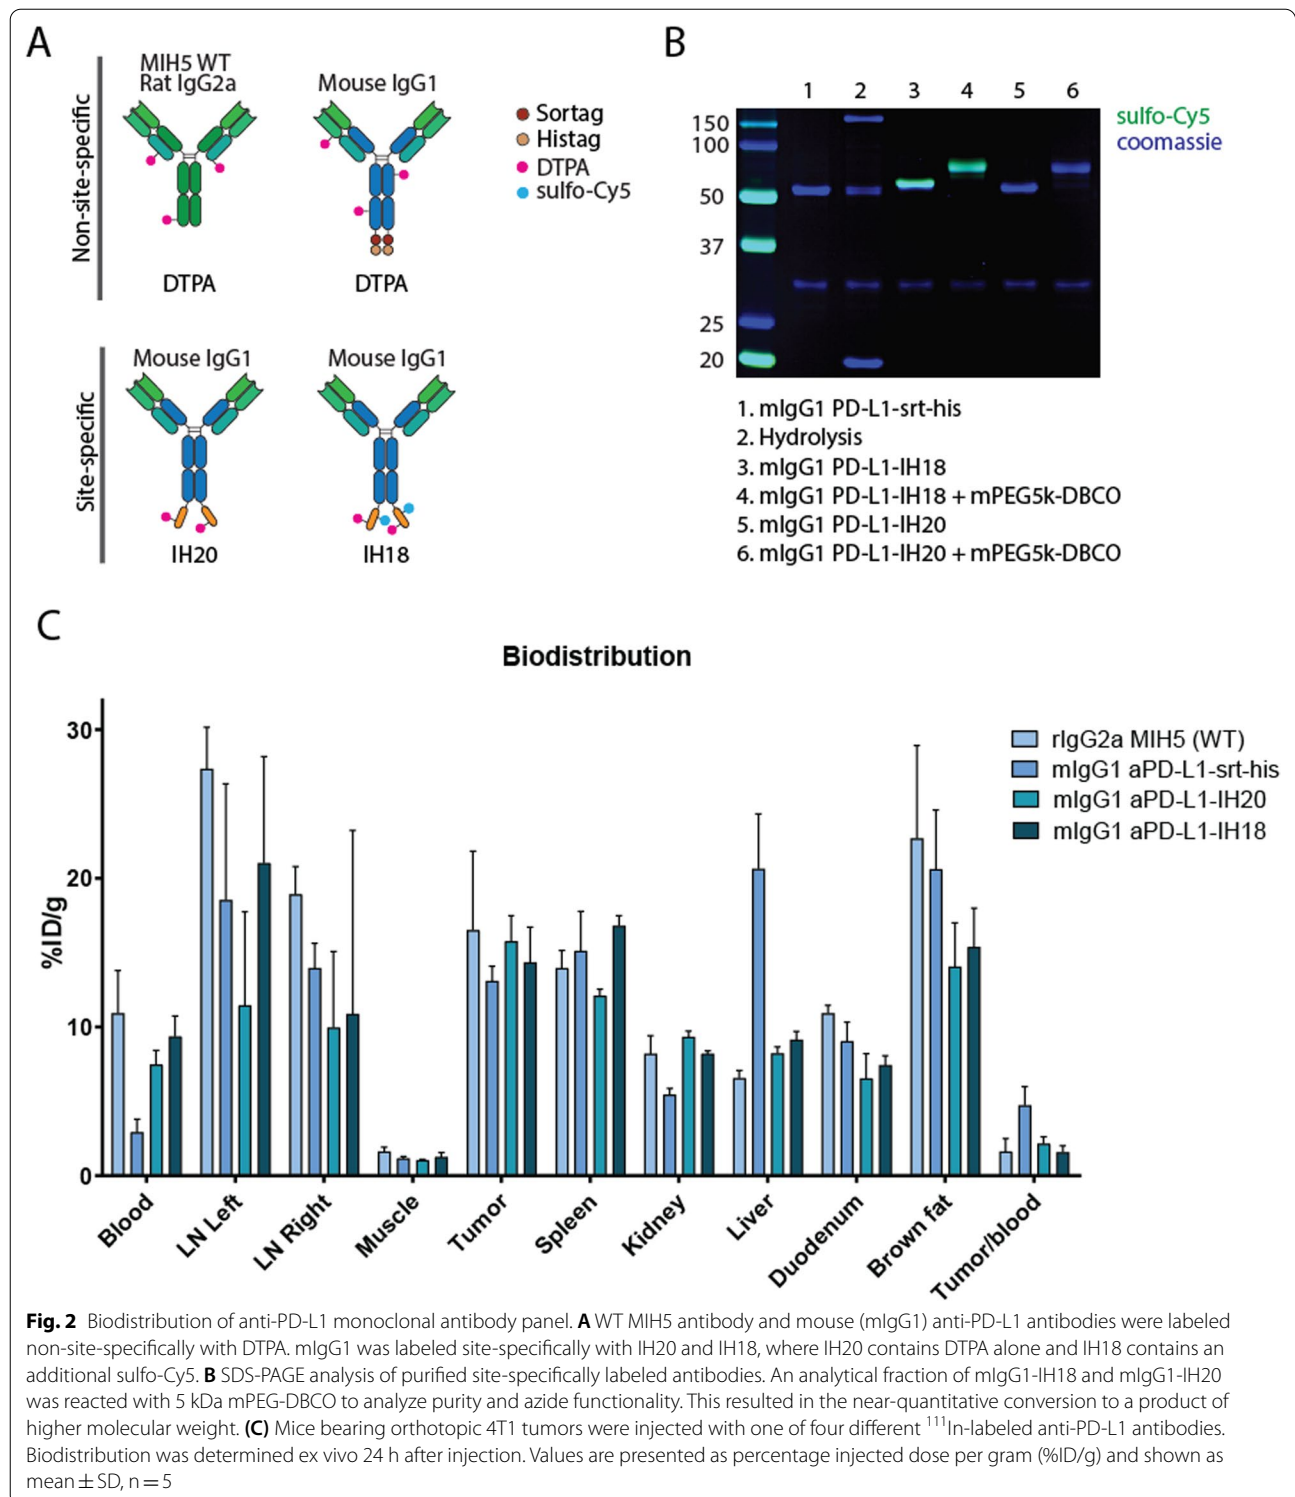 A
Non-site-specific
MIH5 WT
Rat IgG2a
DTPA
Mouse IgG1
DTPA
Sortag
Histag
DTPA
sulfo-Cy5
Site-specific
Mouse IgG1
IH20
Mouse IgG1
IH18
B
1 2 3 4 5 6
150
100
50
37
25
20
sulfo-Cy5
coomassie
1. mIgG1 PD-L1-srt-his
2. Hydrolysis
3. mIgG1 PD-L1-IH18
4. mIgG1 PD-L1-IH18 + mPEG5k-DBCO
5. mIgG1 PD-L1-IH20
6. mIgG1 PD-L1-IH20 + mPEG5k-DBCO
C
Biodistribution
%ID/g
30
20
10
0
rIgG2a MIH5 (WT)
mIgG1 aPD-L1-srt-his
mIgG1 aPD-L1-IH20
mIgG1 aPD-L1-IH18
Blood
LN Left
LN Right
Muscle
Tumor
Spleen
Kidney
Liver
Duodenum
Brown fat
Tumor/blood
Fig. 2 Biodistribution of anti-PD-L1 monoclonal antibody panel. A WT MIH5 antibody and mouse (mIgG1) anti-PD-L1 antibodies were labeled
non-site-specifically with DTPA. mIgG1 was labeled site-specifically with IH20 and IH18, where IH20 contains DTPA alone and IH18 contains an
additional sulfo-Cy5. B SDS-PAGE analysis of purified site-specifically labeled antibodies. An analytical fraction of mIgG1-IH18 and mIgG1-IH20
was reacted with 5 kDa mPEG-DBCO to analyze purity and azide functionality. This resulted in the near-quantitative conversion to a product of
higher molecular weight. (C) Mice bearing orthotopic 4T1 tumors were injected with one of four different ¹¹¹In-labeled anti-PD-L1 antibodies.
Biodistribution was determined ex vivo 24 h after injection. Values are presented as percentage injected dose per gram (%ID/g) and shown as
mean ± SD, n = 5